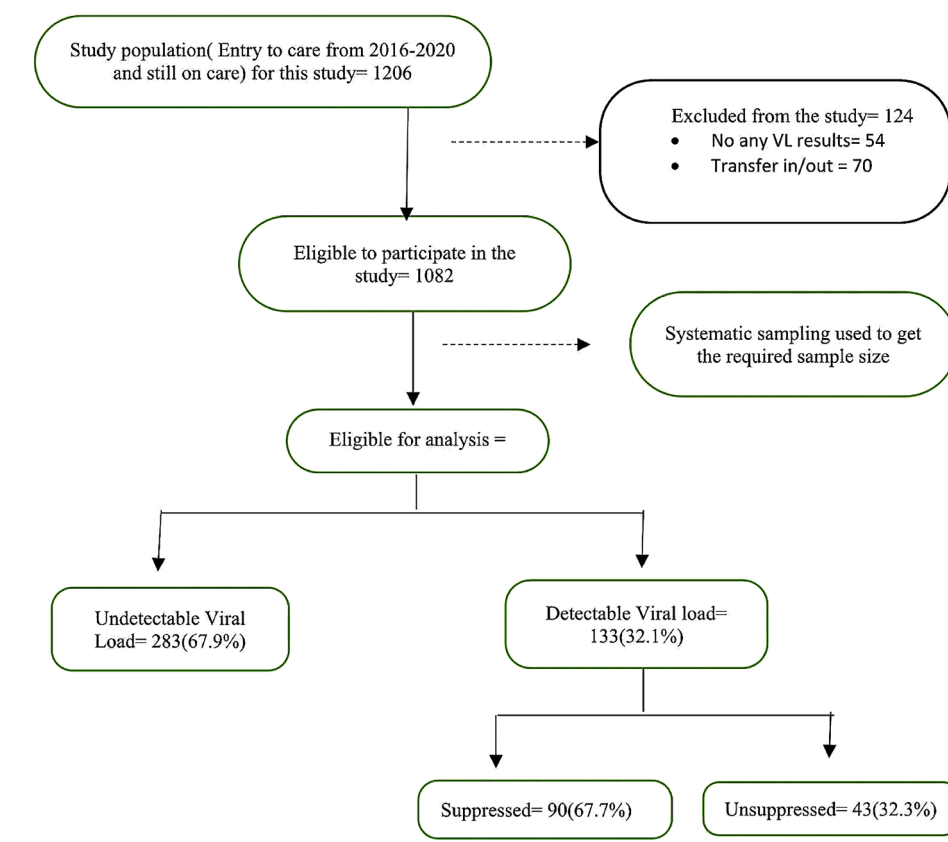 Study population( Entry to care from 2016-2020
and still on care) for this study= 1206
Excluded from the study= 124
• No any VL results= 54
• Transfer in/out = 70
Eligible to participate in the
study= 1082
Systematic sampling used to get
the required sample size
Eligible for analysis =
Undetectable Viral
Load= 283(67.9%)
Detectable Viral load=
133(32.1%)
Suppressed= 90(67.7%)
Unsuppressed= 43(32.3%)